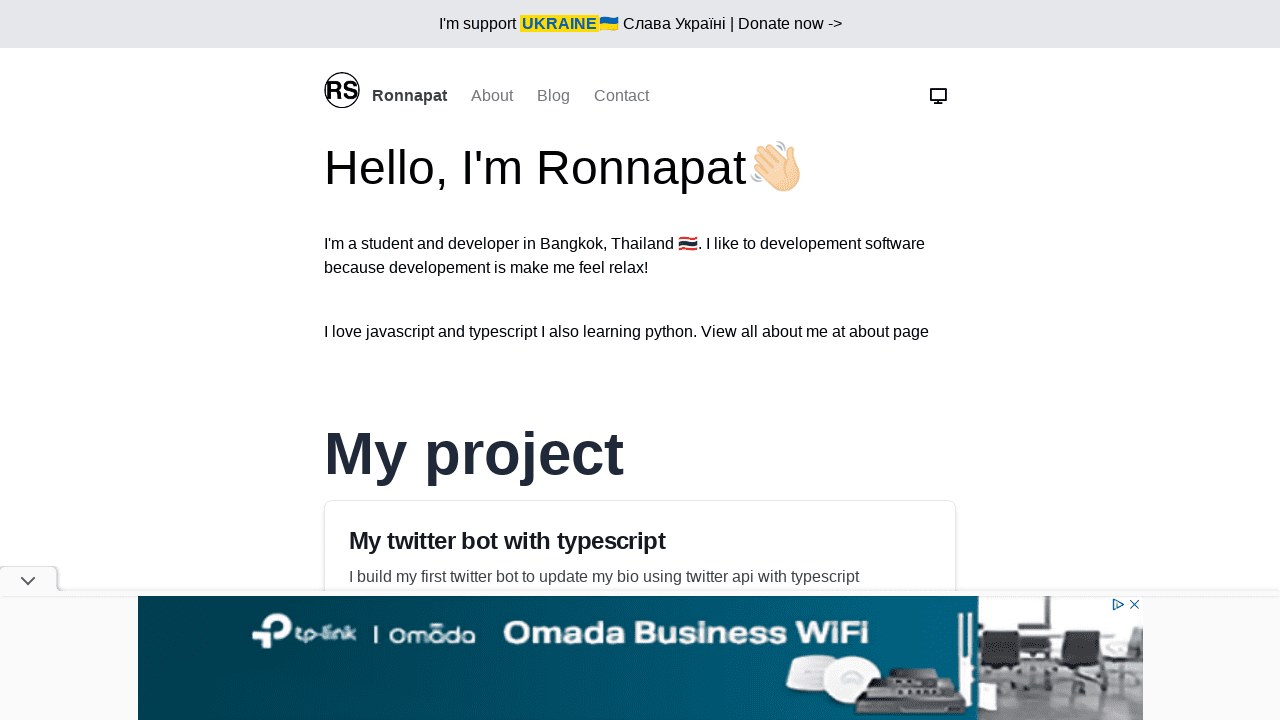 I'm support UKRAINE🇺🇦 Слава Україні | Donate now ->
RS Ronnapat About Blog Contact
Hello, I'm Ronnapat👋🏻
I'm a student and developer in Bangkok, Thailand 🇹🇭. I like to developement software
because developement is make me feel relax!
I love javascript and typescript I also learning python. View all about me at about page
My project
My twitter bot with typescript
I build my first twitter bot to update my bio using twitter api with typescript
tp-link | Omada Omada Business WiFi